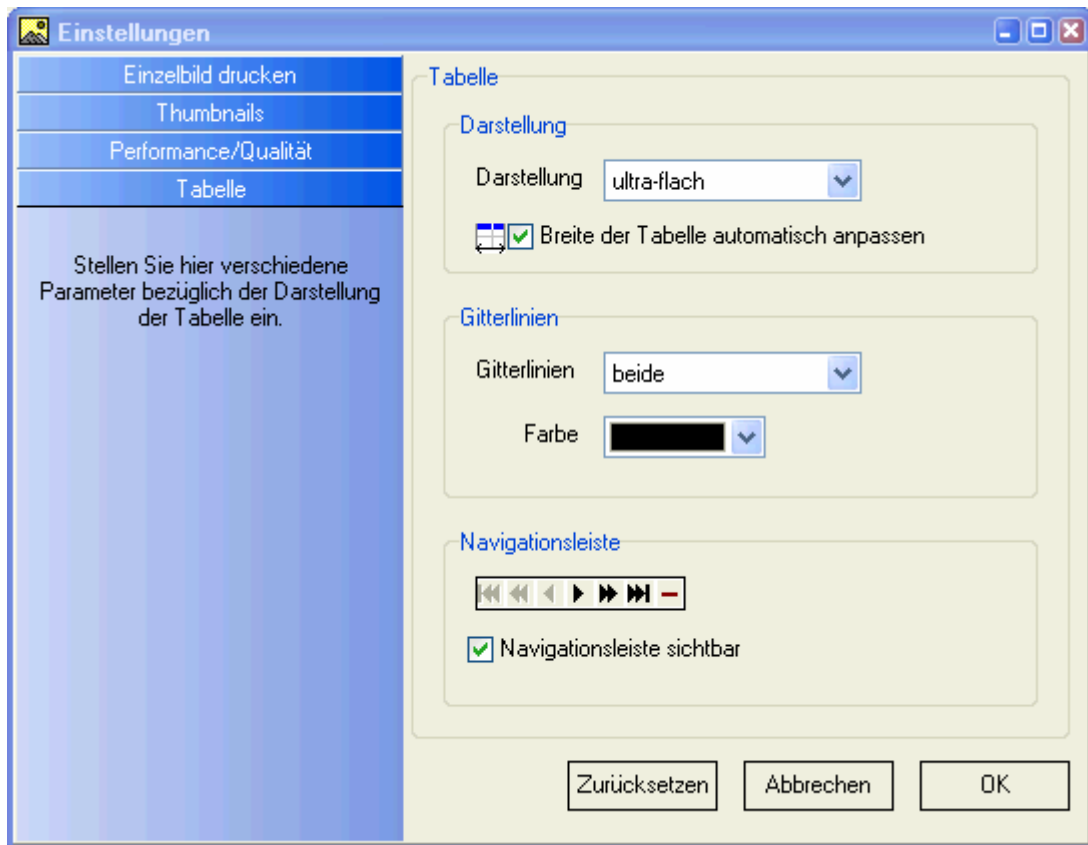 Einstellungen
Einzelbild drucken
Thumbnails
Performance/Qualität
Tabelle
Stellen Sie hier verschiedene
Parameter bezüglich der Darstellung
der Tabelle ein.
Tabelle
Darstellung
Darstellung ultra-flach
Breite der Tabelle automatisch anpassen
Gitterlinien
Gitterlinien beide
Farbe
Navigationsleiste
Navigationsleiste sichtbar
Zurücksetzen Abbrechen OK